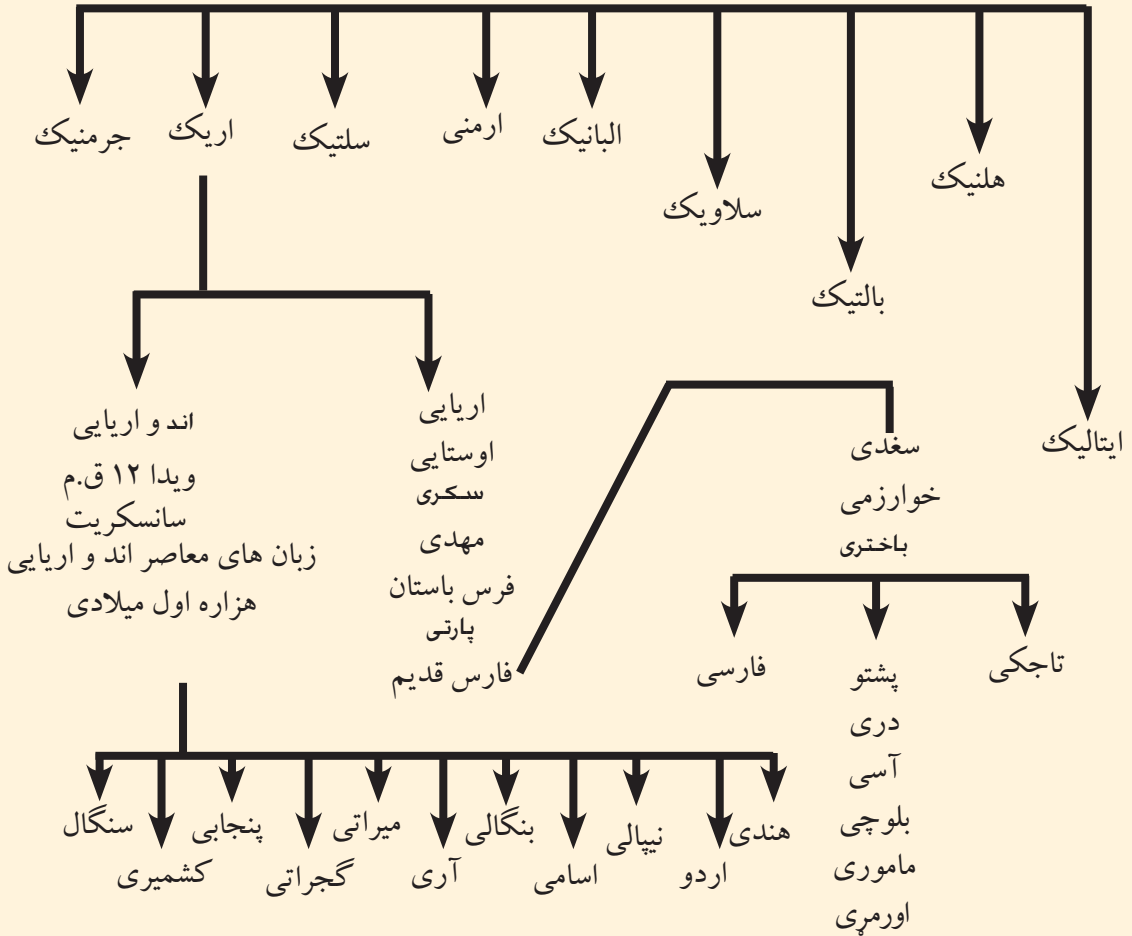 جرمنیک
اریک
سلتیک
ارمنی
البانیک
سلاویک
بالتیک
هلنیک
ایتالیک
اند و اریایی
ویدا ۱۲ ق.م
سانسکریت
زبان های معاصر اند و اریایی
هزاره اول میلادی
اریایی
اوستایی
سکری
مهدی
فرس باستان
پارتی
فارس قدیم
سغدی
خوارزمی
باختری
فارسی
پشتو
دری
آسی
بلوچی
ماموری
اورمړی
تاجکی
سنگال
کشمیری
پنجابی
گجراتی
میراتی
آری
بنگالی
اسامی
نیپالی
اردو
هندی